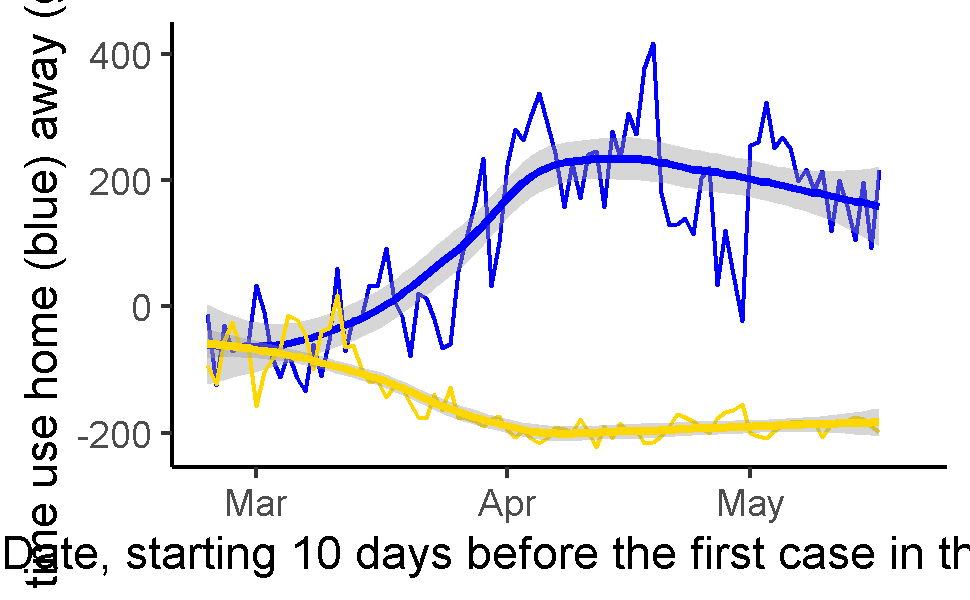 time use home (blue) away (
400
200
0
-200
Mar Apr May
Date, starting 10 days before the first case in th